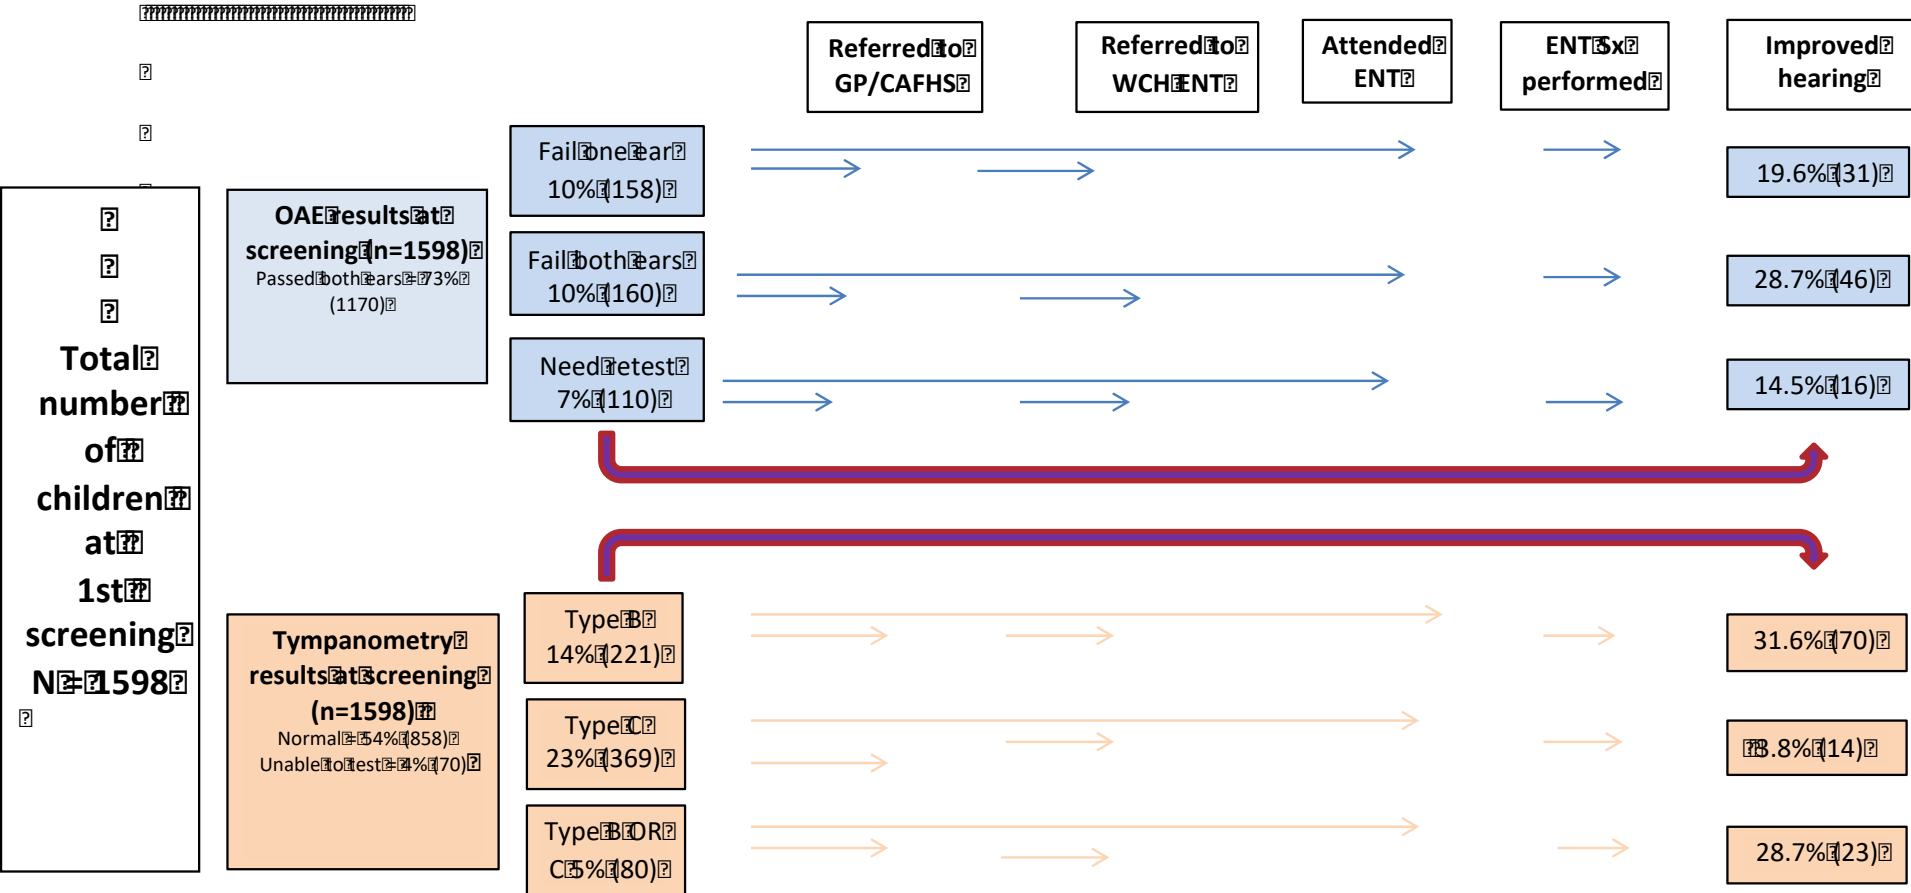 Referred to
GP/CAFHS
Referred to
WCH ENT
Attended
ENT
ENT Sx
performed
Improved
hearing
Total
number
of
children
at
1st
screening
N = 1598
OAE results at
screening (n=1598)
Passed both ears = 73%
(1170)
Fail one ear
10% (158)
19.6% (31)
Fail both ears
10% (160)
28.7% (46)
Need retest
7% (110)
14.5% (16)
Tympanometry
results at screening
(n=1598)
Normal = 54% (858)
Unable to test = 4% (70)
Type B
14% (221)
31.6% (70)
Type C
23% (369)
3.8% (14)
Type B OR
C 5% (80)
28.7% (23)